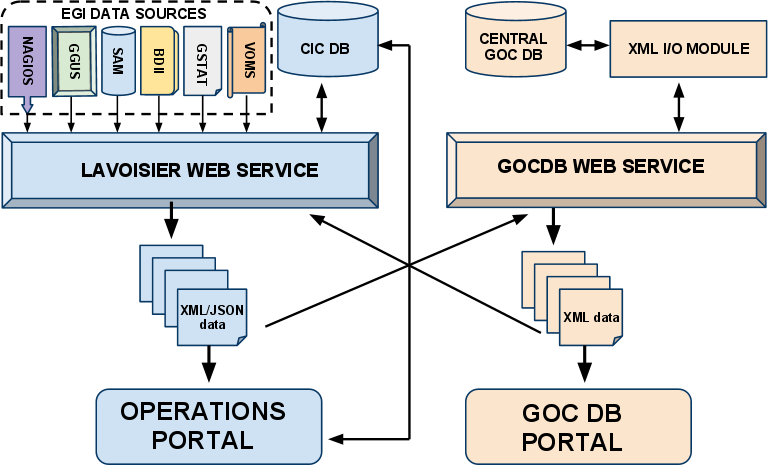 EGI DATA SOURCES
NAGIOS
GGUS
SAM
BDII
GSTAT
VOMS
CIC DB
CENTRAL
GOC DB
XML I/O MODULE
LAVOISIER WEB SERVICE
GOCDB WEB SERVICE
XML/JSON
data
XML data
OPERATIONS
PORTAL
GOC DB
PORTAL